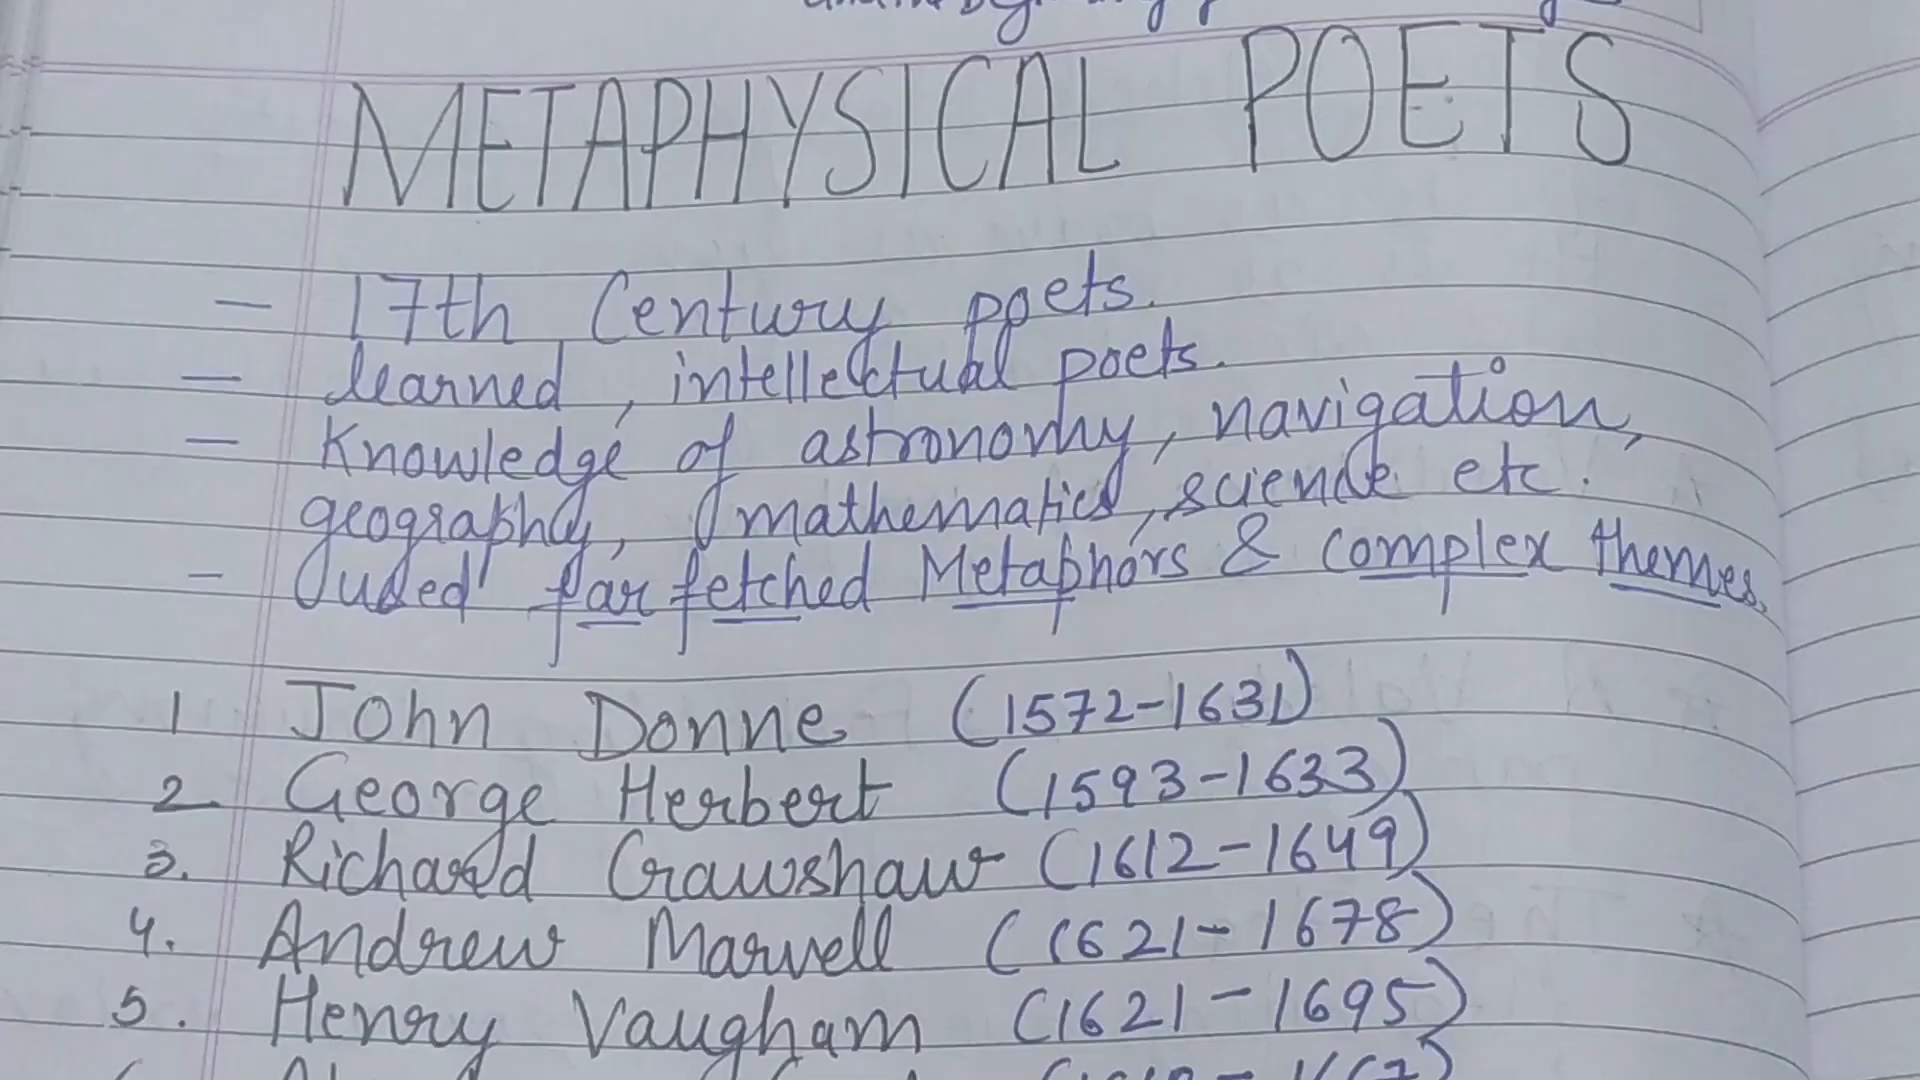 METAPHYSICAL POETS
- 17th Century poets.
- learned, intellectual poets.
- Knowledge of astronomy, navigation,
geography, mathematics, science etc.
- used far fetched Metaphors & complex themes.
1 John Donne (1572-1631)
2 George Herbert (1593-1633)
3. Richard Crawshaw (1612-1649)
4. Andrew Marvell (1621-1678)
5. Henry Vaugham (1621-1695)